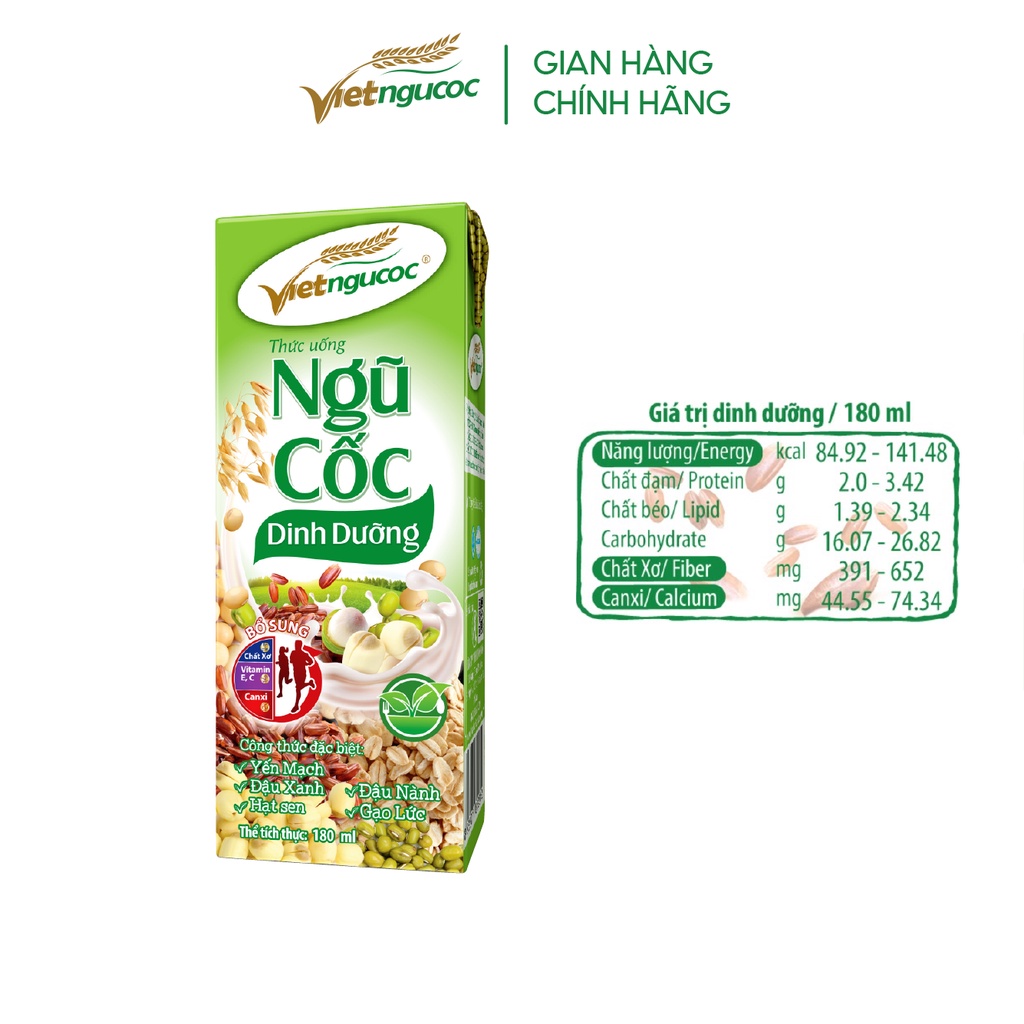 Vietngucoc
GIAN HÀNG
CHÍNH HÃNG
Vietngucoc®
Thức uống
Ngũ
Cốc
Dinh Dưỡng
BỔ SUNG
Chất Xơ
Vitamin
E, C
Canxi
Công thức đặc biệt:
Yến Mạch
Đậu Xanh
Hạt sen
Đậu Nành
Gạo Lức
Thể tích thực: 180 ml
Giá trị dinh dưỡng / 180 ml
Năng lượng/Energy kcal 84.92 - 141.48
Chất đạm/ Protein g 2.0 - 3.42
Chất béo/ Lipid g 1.39 - 2.34
Carbohydrate g 16.07 - 26.82
Chất Xơ/ Fiber mg 391 - 652
Canxi/ Calcium mg 44.55 - 74.34